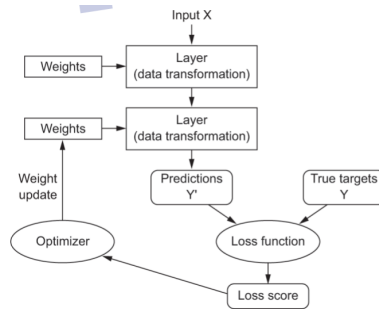 Input X
Weights
Layer
(data transformation)
Weights
Layer
(data transformation)
Weight
update
Predictions
Y'
True targets
Y
Optimizer
Loss function
Loss score